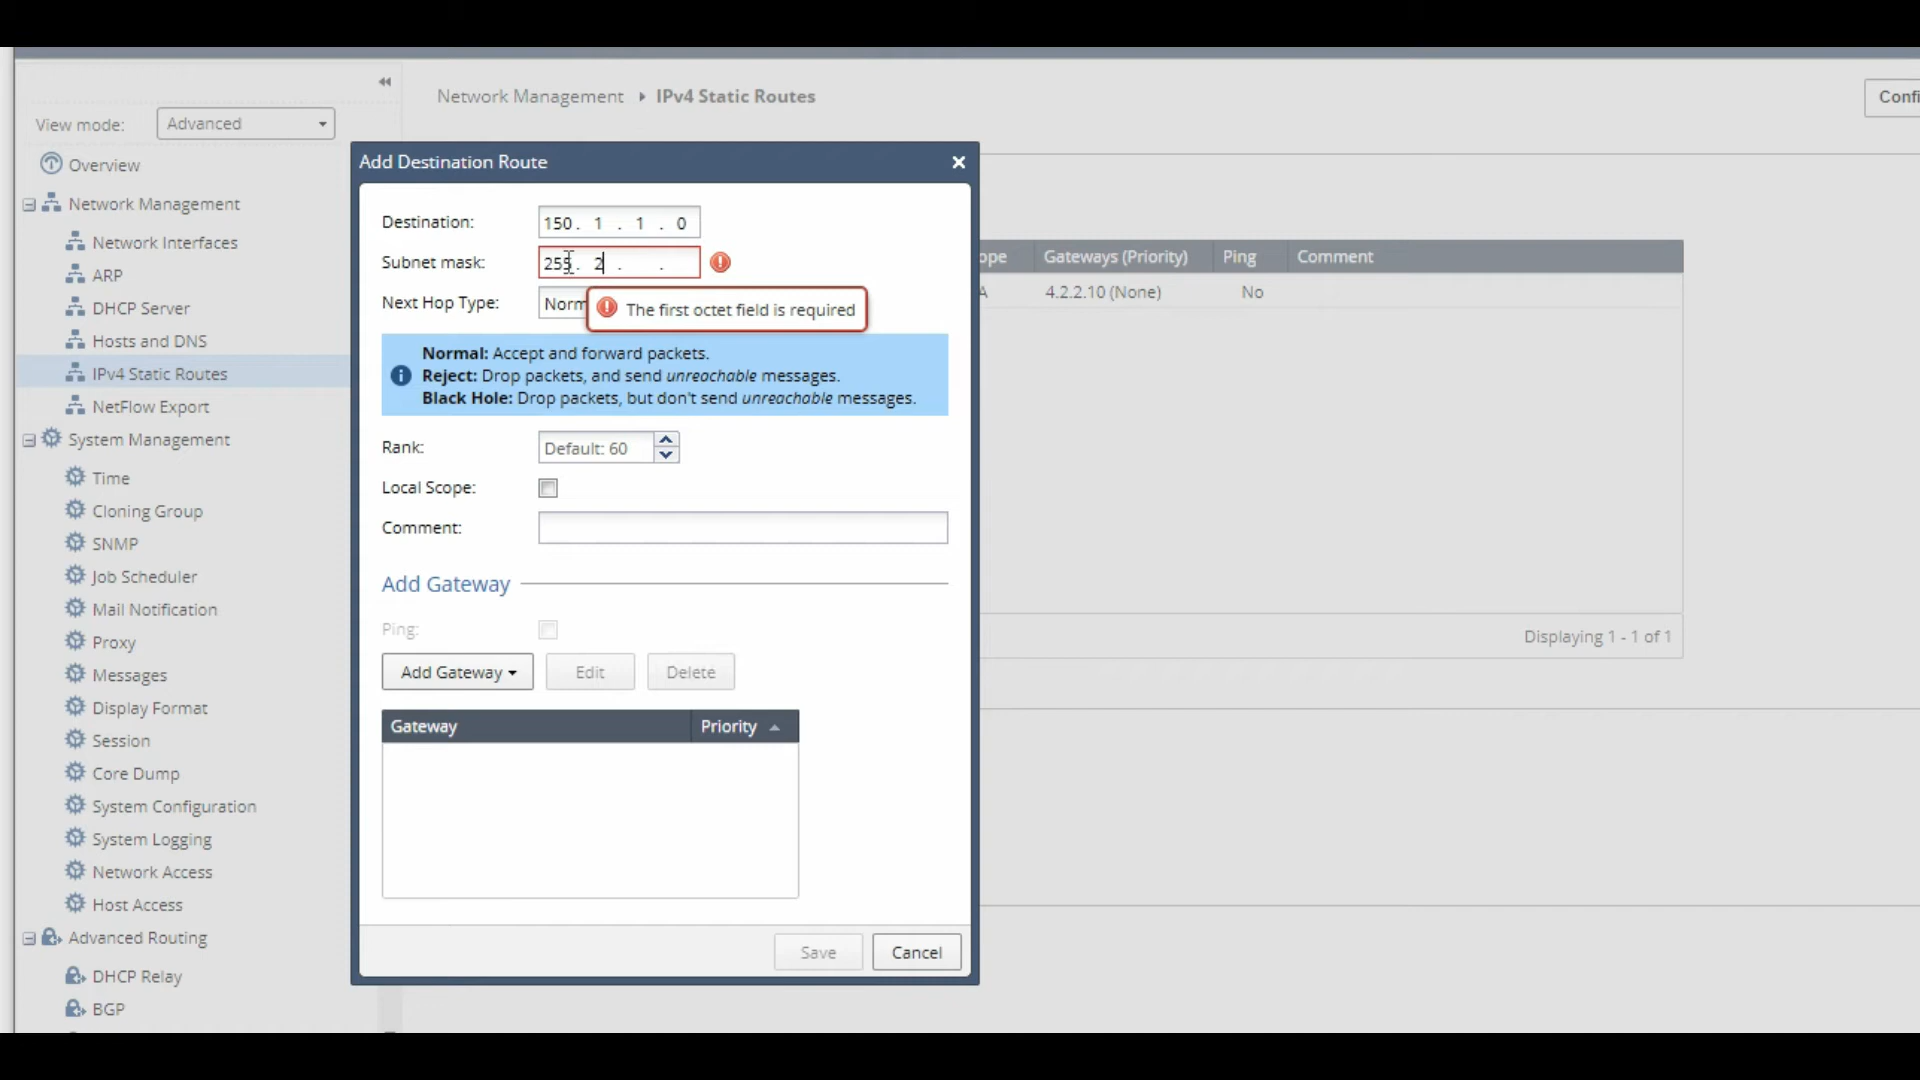 Network Management
IPv4 Static Routes
Confi
View mode:
Advanced
Overview
Network Management
Network Interfaces
ARP
DHCP Server
Hosts and DNS
IPv4 Static Routes
NetFlow Export
System Management
Time
Cloning Group
SNMP
Job Scheduler
Mail Notification
Proxy
Messages
Display Format
Session
Core Dump
System Configuration
System Logging
Network Access
Host Access
Advanced Routing
DHCP Relay
BGP
Add Destination Route
Destination: 150. 1 . 1 . 0
Subnet mask: 255. 2 . .
Next Hop Type: Norm
The first octet field is required
Normal: Accept and forward packets.
Reject: Drop packets, and send unreachable messages.
Black Hole: Drop packets, but don't send unreachable messages.
Rank: Default: 60
Local Scope:
Comment:
Add Gateway
Ping:
Add Gateway Edit Delete
Gateway Priority
Save Cancel
ope Gateways (Priority) Ping Comment
A 4.2.2.10 (None) No
Displaying 1 - 1 of 1